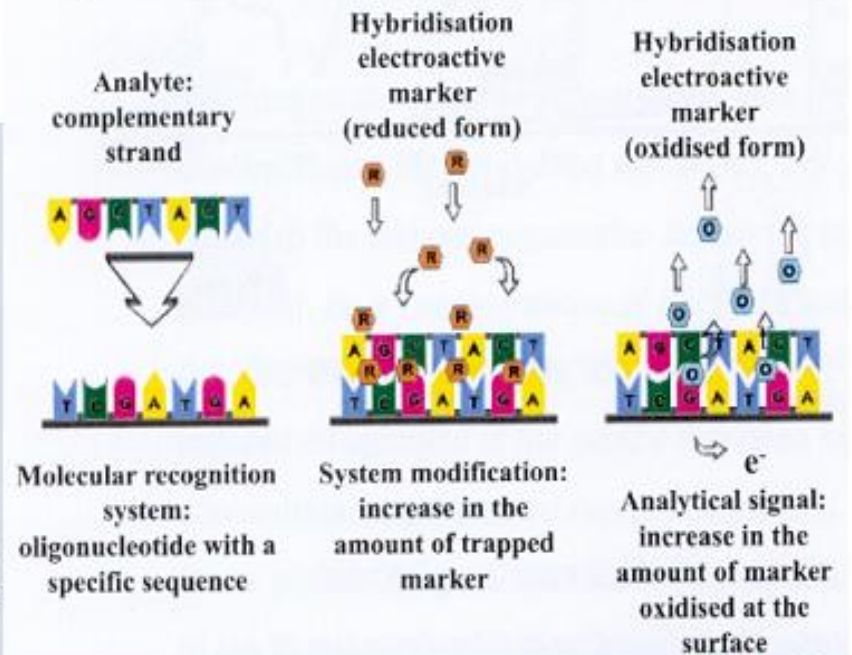 Analyte:
complementary
strand
A G C T A C T
T C G A T G A
Molecular recognition
system:
oligonucleotide with a
specific sequence
Hybridisation
electroactive
marker
(reduced form)
R R
R R
R R
A G C T A C T
R R R R
T C G A T G A
System modification:
increase in the
amount of trapped
marker
Hybridisation
electroactive
marker
(oxidised form)
O
O
O
O
A G C T A C T
O O
T C G A T G A
e-
Analytical signal:
increase in the
amount of marker
oxidised at the
surface